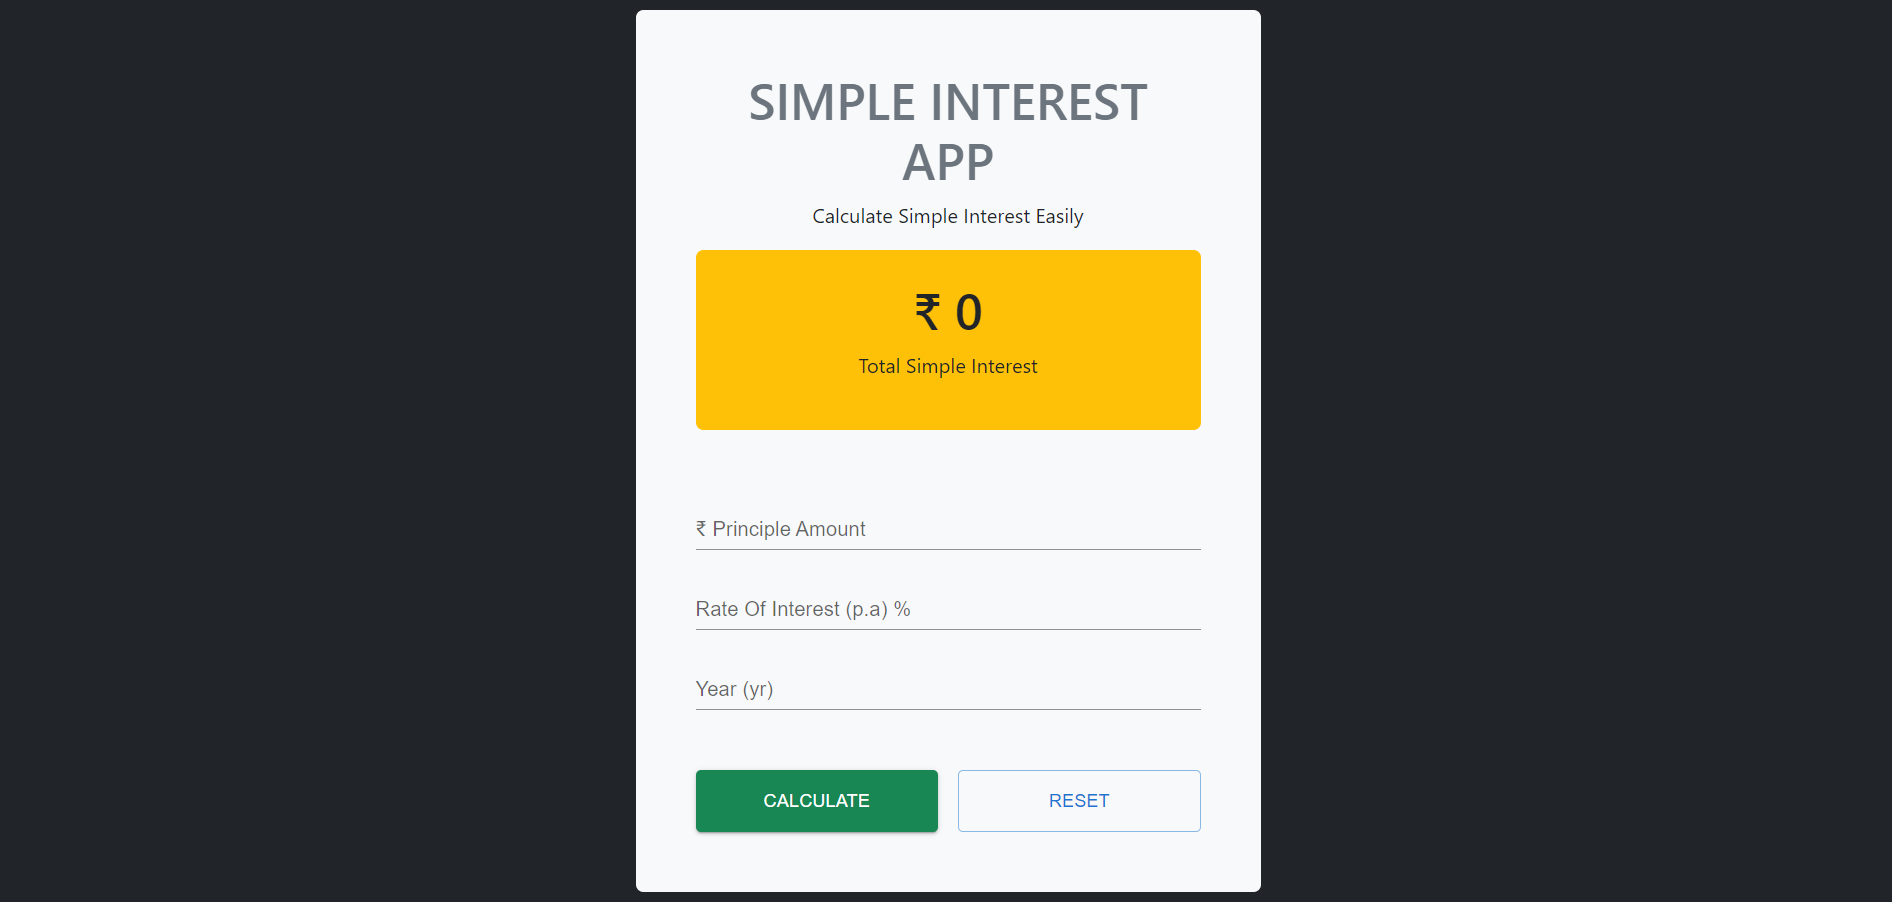 SIMPLE INTEREST
APP
Calculate Simple Interest Easily
₹ 0
Total Simple Interest
₹ Principle Amount
Rate Of Interest (p.a) %
Year (yr)
CALCULATE
RESET